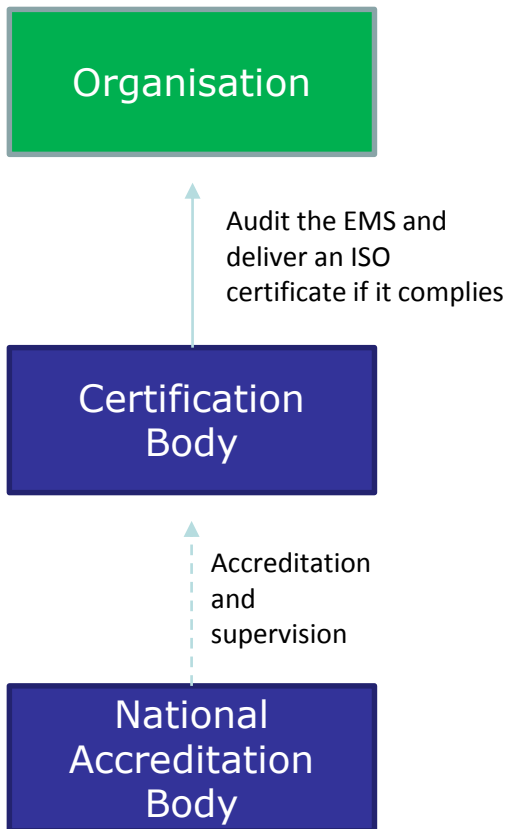 Organisation
Audit the EMS and
deliver an ISO
certificate if it complies
Certification
Body
Accreditation
and
supervision
National
Accreditation
Body